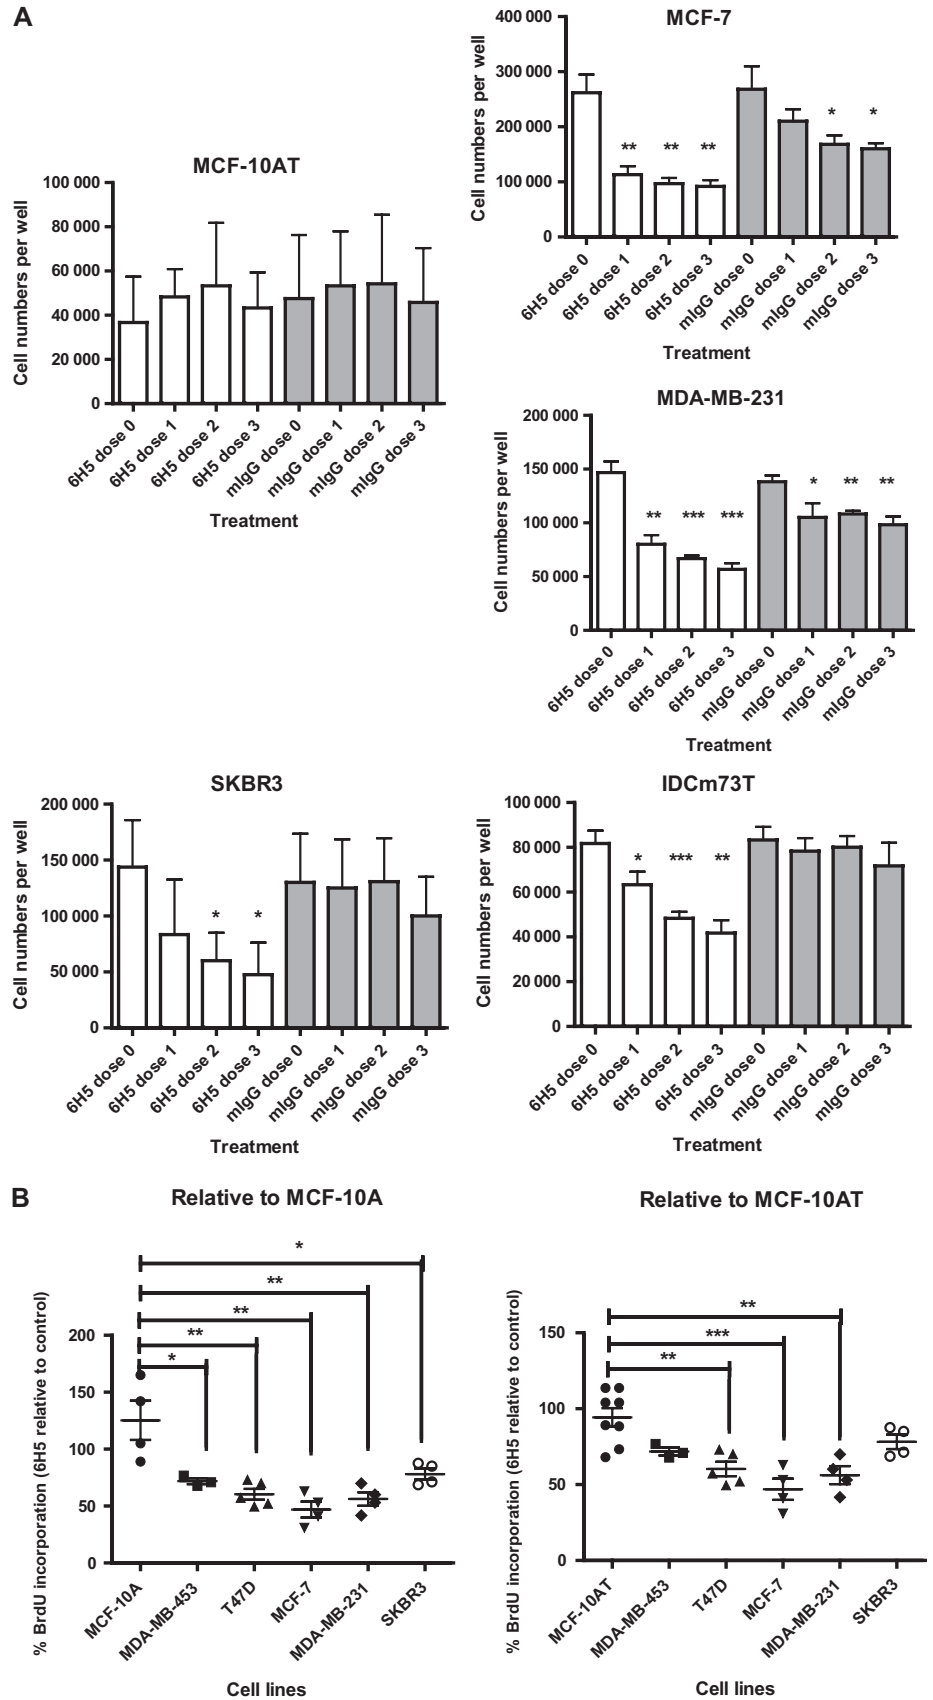 A
MCF-10AT
Cell numbers per well
100 000
80 000
60 000
40 000
20 000
0
6H5 dose 0
6H5 dose 1
6H5 dose 2
6H5 dose 3
mIgG dose 0
mIgG dose 1
mIgG dose 2
mIgG dose 3
Treatment
MCF-7
Cell numbers per well
400 000
300 000
200 000
100 000
0
** ** ** * *
6H5 dose 0
6H5 dose 1
6H5 dose 2
6H5 dose 3
mIgG dose 0
mIgG dose 1
mIgG dose 2
mIgG dose 3
Treatment
MDA-MB-231
Cell numbers per well
200 000
150 000
100 000
50 000
0
** *** *** * ** **
6H5 dose 0
6H5 dose 1
6H5 dose 2
6H5 dose 3
mIgG dose 0
mIgG dose 1
mIgG dose 2
mIgG dose 3
Treatment
SKBR3
Cell numbers per well
200 000
150 000
100 000
50 000
0
* *
6H5 dose 0
6H5 dose 1
6H5 dose 2
6H5 dose 3
mIgG dose 0
mIgG dose 1
mIgG dose 2
mIgG dose 3
Treatment
IDCm73T
Cell numbers per well
100 000
80 000
60 000
40 000
20 000
0
* *** **
6H5 dose 0
6H5 dose 1
6H5 dose 2
6H5 dose 3
mIgG dose 0
mIgG dose 1
mIgG dose 2
mIgG dose 3
Treatment
B
Relative to MCF-10A
% BrdU incorporation (6H5 relative to control)
200
150
100
50
0
*
**
**
**
*
MCF-10A
MDA-MB-453
T47D
MCF-7
MDA-MB-231
SKBR3
Cell lines
Relative to MCF-10AT
% BrdU incorporation (6H5 relative to control)
150
100
50
0
**
***
**
MCF-10AT
MDA-MB-453
T47D
MCF-7
MDA-MB-231
SKBR3
Cell lines